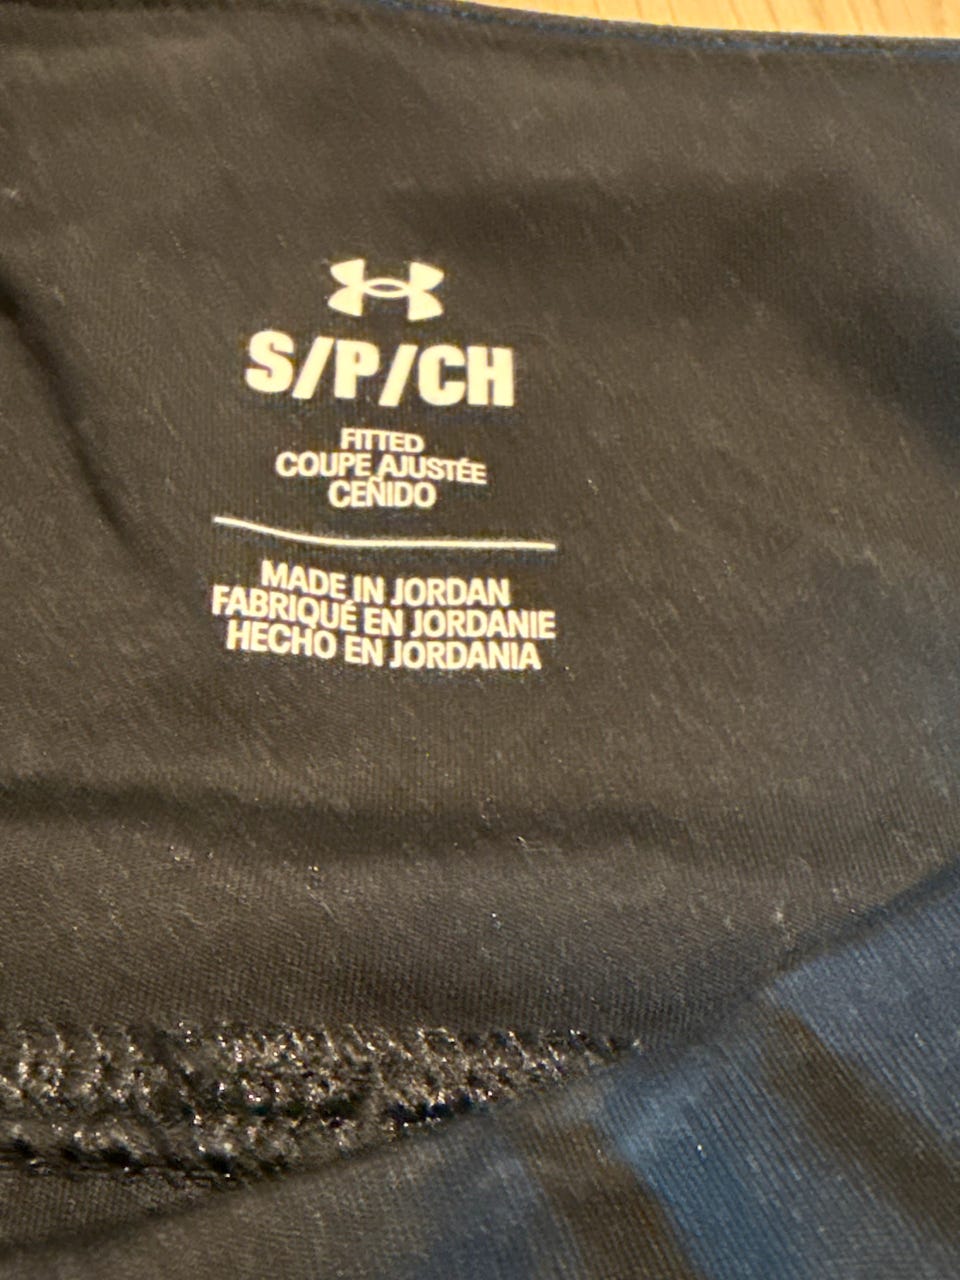 S/P/CH
FITTED
COUPE AJUSTÉE
CEÑIDO
MADE IN JORDAN
FABRIQUÉ EN JORDANIE
HECHO EN JORDANIA